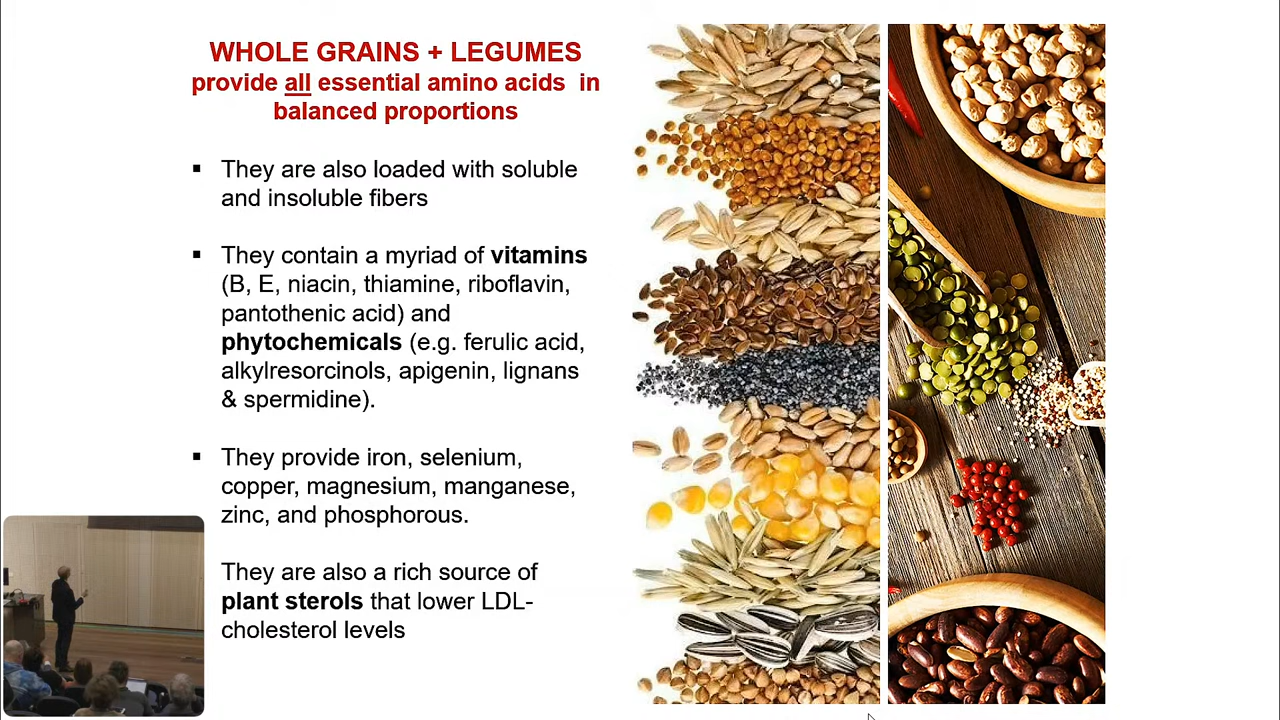 WHOLE GRAINS + LEGUMES
provide all essential amino acids in
balanced proportions
▪ They are also loaded with soluble
and insoluble fibers
▪ They contain a myriad of vitamins
(B, E, niacin, thiamine, riboflavin,
pantothenic acid) and
phytochemicals (e.g. ferulic acid,
alkylresorcinols, apigenin, lignans
& spermidine).
▪ They provide iron, selenium,
copper, magnesium, manganese,
zinc, and phosphorous.
They are also a rich source of
plant sterols that lower LDL-
cholesterol levels